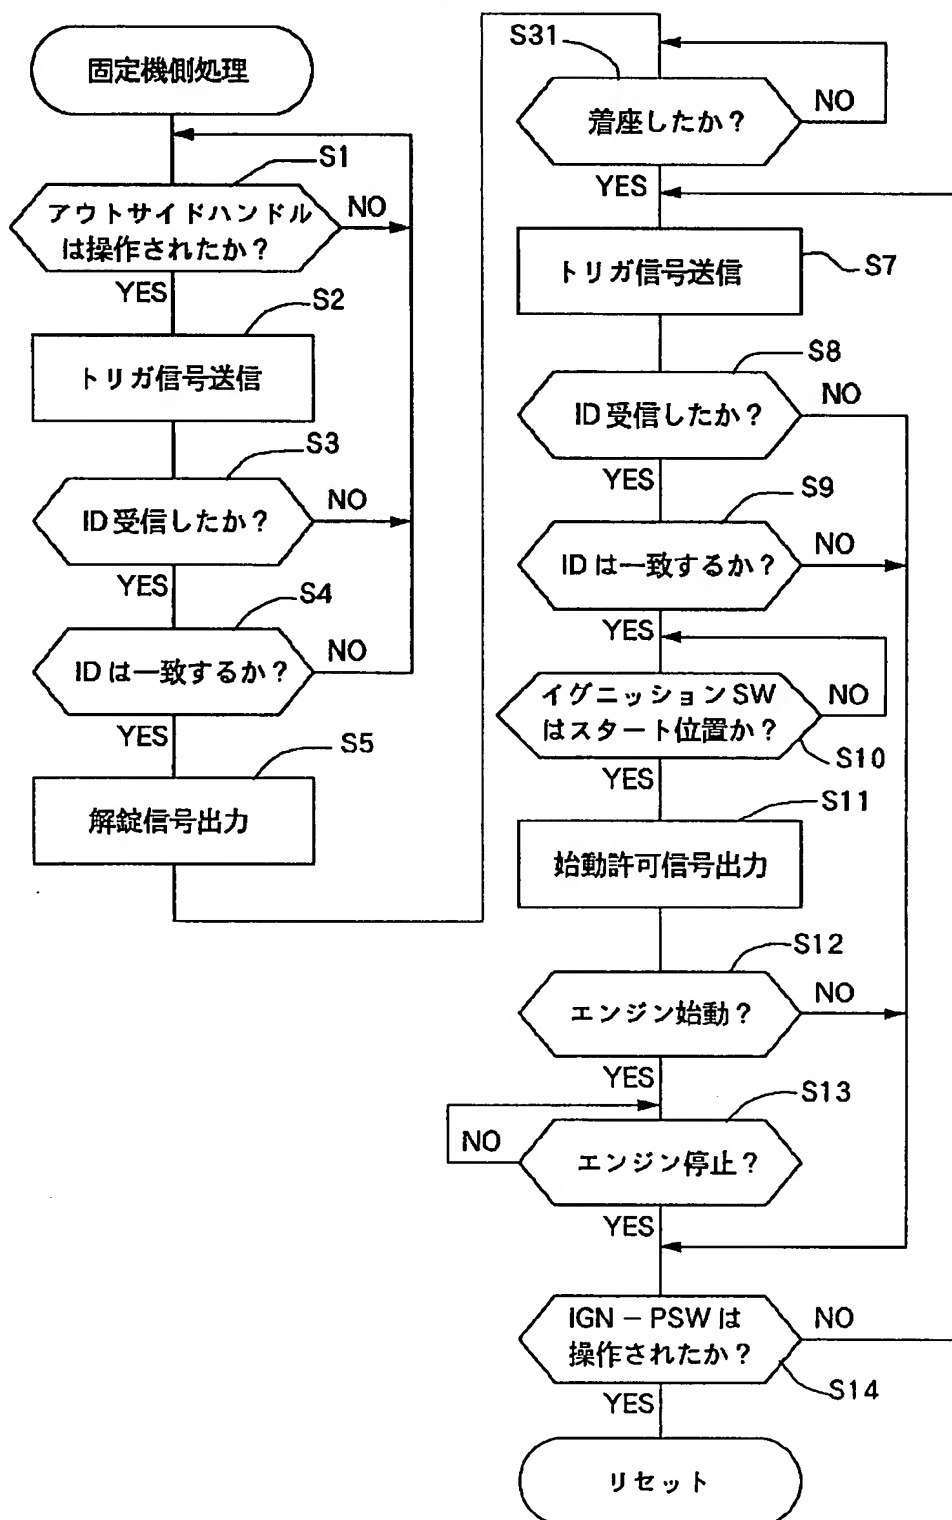 固定機側処理
S1
アウトサイドハンドル
は操作されたか？
NO
YES
S2
トリガ信号送信
S3
ID受信したか？
NO
YES
S4
IDは一致するか？
NO
YES
S5
解錠信号出力
S31
着座したか？
NO
YES
トリガ信号送信
S7
S8
ID受信したか？
NO
YES
S9
IDは一致するか？
NO
YES
イグニッションSW
はスタート位置か？
NO
S10
YES
S11
始動許可信号出力
S12
エンジン始動？
NO
YES
S13
NO
エンジン停止？
YES
IGN－PSWは
操作されたか？
NO
S14
YES
リセット